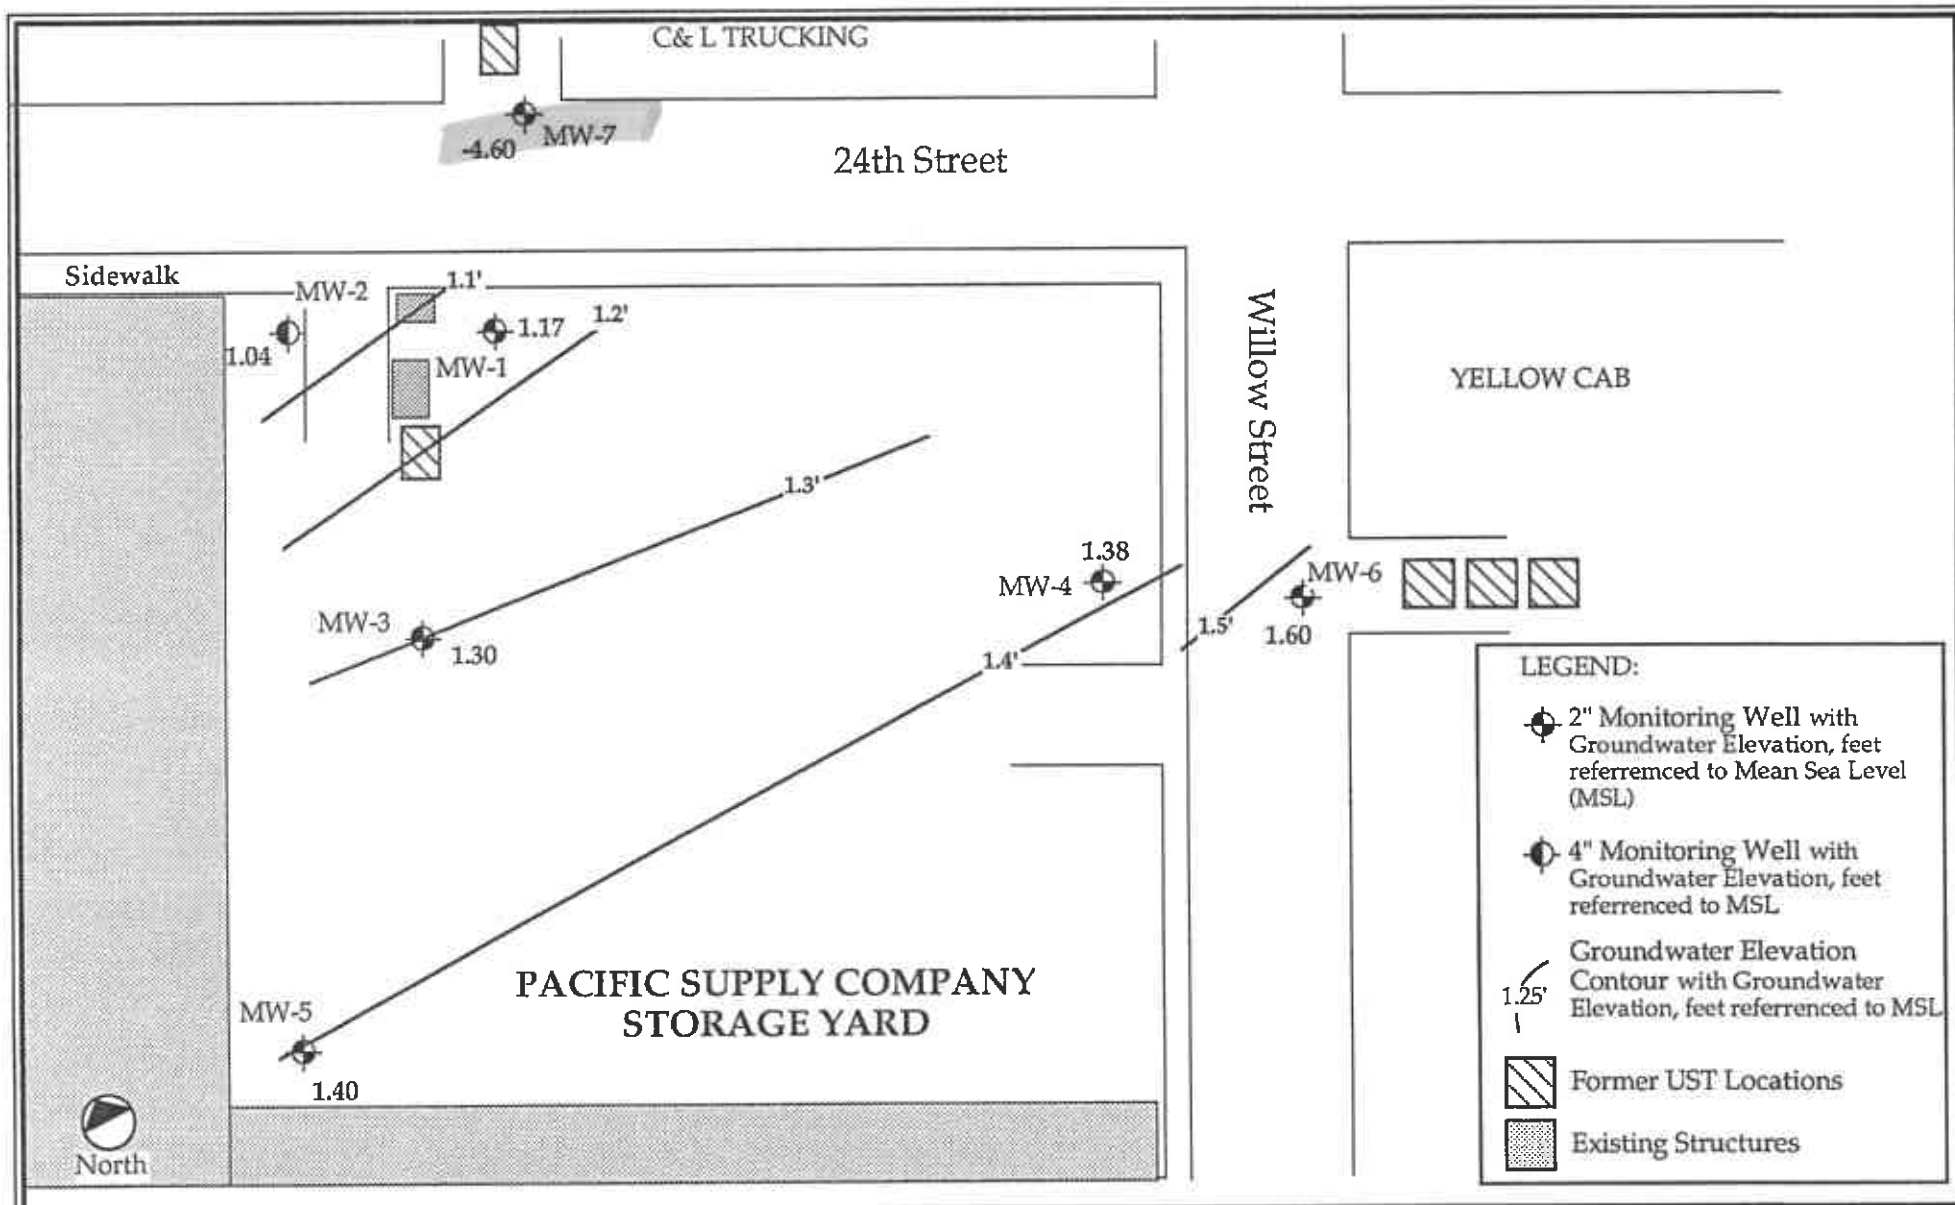 C& L TRUCKING
MW-7
-4.60
24th Street
Sidewalk
MW-2
1.1'
1.04
1.17
1.2'
MW-1
Willow Street
YELLOW CAB
1.3'
1.38
MW-4
MW-6
MW-3
1.30
1.5'
1.60
1.4'
LEGEND:
2" Monitoring Well with
Groundwater Elevation, feet
referremced to Mean Sea Level
(MSL)
4" Monitoring Well with
Groundwater Elevation, feet
referrenced to MSL
Groundwater Elevation
Contour with Groundwater
Elevation, feet referrenced to MSL
1.25'
Former UST Locations
Existing Structures
PACIFIC SUPPLY COMPANY
STORAGE YARD
MW-5
1.40
North